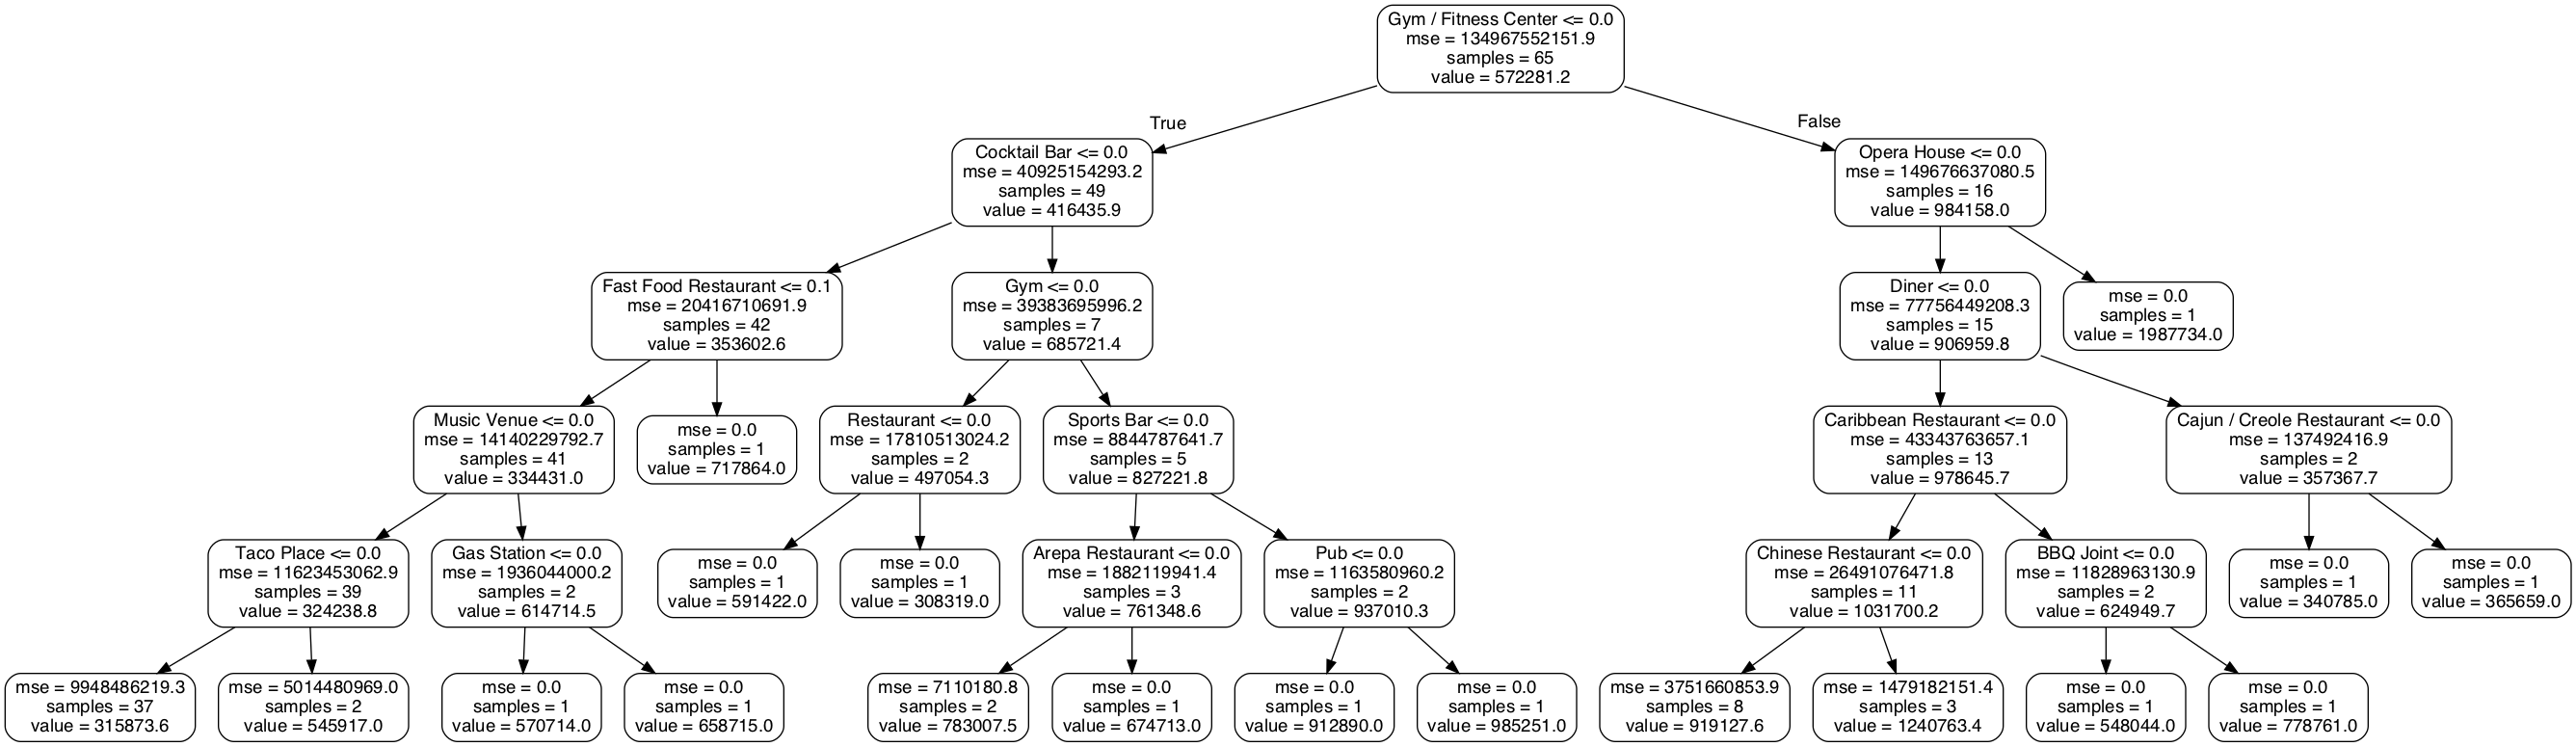 Gym / Fitness Center <= 0.0
mse = 134967552151.9
samples = 65
value = 572281.2
True
False
Cocktail Bar <= 0.0
mse = 40925154293.2
samples = 49
value = 416435.9
Opera House <= 0.0
mse = 149676637080.5
samples = 16
value = 984158.0
Fast Food Restaurant <= 0.1
mse = 20416710691.9
samples = 42
value = 353602.6
Gym <= 0.0
mse = 39383695996.2
samples = 7
value = 685721.4
Diner <= 0.0
mse = 77756449208.3
samples = 15
value = 906959.8
mse = 0.0
samples = 1
value = 1987734.0
Music Venue <= 0.0
mse = 14140229792.7
samples = 41
value = 334431.0
mse = 0.0
samples = 1
value = 717864.0
Restaurant <= 0.0
mse = 17810513024.2
samples = 2
value = 497054.3
Sports Bar <= 0.0
mse = 8844787641.7
samples = 5
value = 827221.8
Caribbean Restaurant <= 0.0
mse = 43343763657.1
samples = 13
value = 978645.7
Cajun / Creole Restaurant <= 0.0
mse = 137492416.9
samples = 2
value = 357367.7
Taco Place <= 0.0
mse = 11623453062.9
samples = 39
value = 324238.8
Gas Station <= 0.0
mse = 1936044000.2
samples = 2
value = 614714.5
mse = 0.0
samples = 1
value = 591422.0
mse = 0.0
samples = 1
value = 308319.0
Arepa Restaurant <= 0.0
mse = 1882119941.4
samples = 3
value = 761348.6
Pub <= 0.0
mse = 1163580960.2
samples = 2
value = 937010.3
Chinese Restaurant <= 0.0
mse = 26491076471.8
samples = 11
value = 1031700.2
BBQ Joint <= 0.0
mse = 11828963130.9
samples = 2
value = 624949.7
mse = 0.0
samples = 1
value = 340785.0
mse = 0.0
samples = 1
value = 365659.0
mse = 9948486219.3
samples = 37
value = 315873.6
mse = 5014480969.0
samples = 2
value = 545917.0
mse = 0.0
samples = 1
value = 570714.0
mse = 0.0
samples = 1
value = 658715.0
mse = 7110180.8
samples = 2
value = 783007.5
mse = 0.0
samples = 1
value = 674713.0
mse = 0.0
samples = 1
value = 912890.0
mse = 0.0
samples = 1
value = 985251.0
mse = 3751660853.9
samples = 8
value = 919127.6
mse = 1479182151.4
samples = 3
value = 1240763.4
mse = 0.0
samples = 1
value = 548044.0
mse = 0.0
samples = 1
value = 778761.0